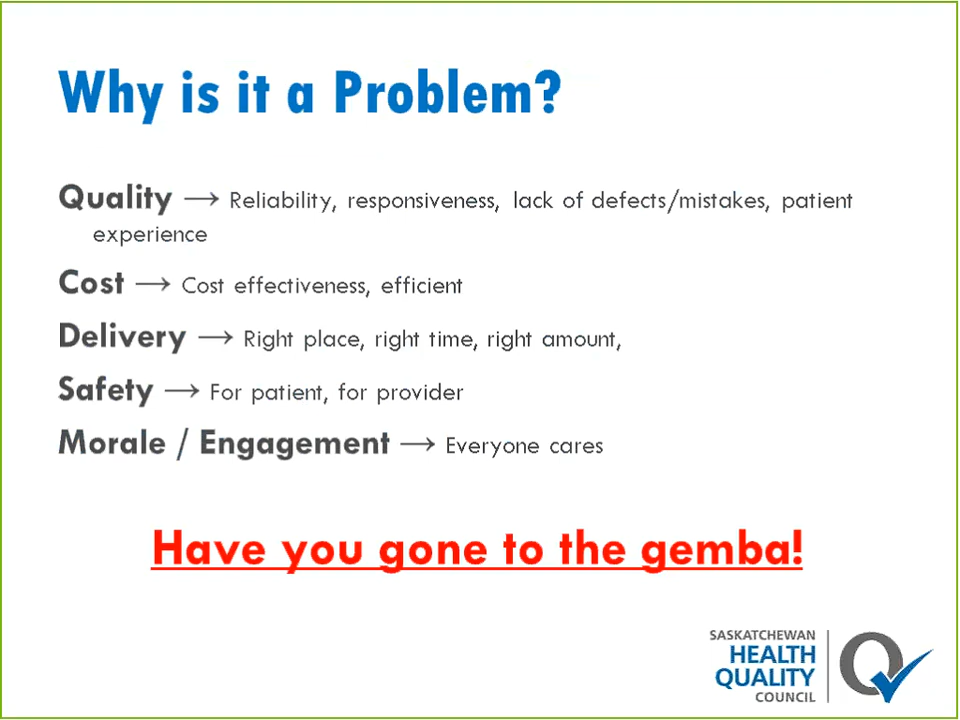 Why is it a Problem?
Quality → Reliability, responsiveness, lack of defects/mistakes, patient
experience
Cost → Cost effectiveness, efficient
Delivery → Right place, right time, right amount,
Safety → For patient, for provider
Morale / Engagement → Everyone cares
Have you gone to the gemba!
SASKATCHEWAN
HEALTH
QUALITY
COUNCIL
Q